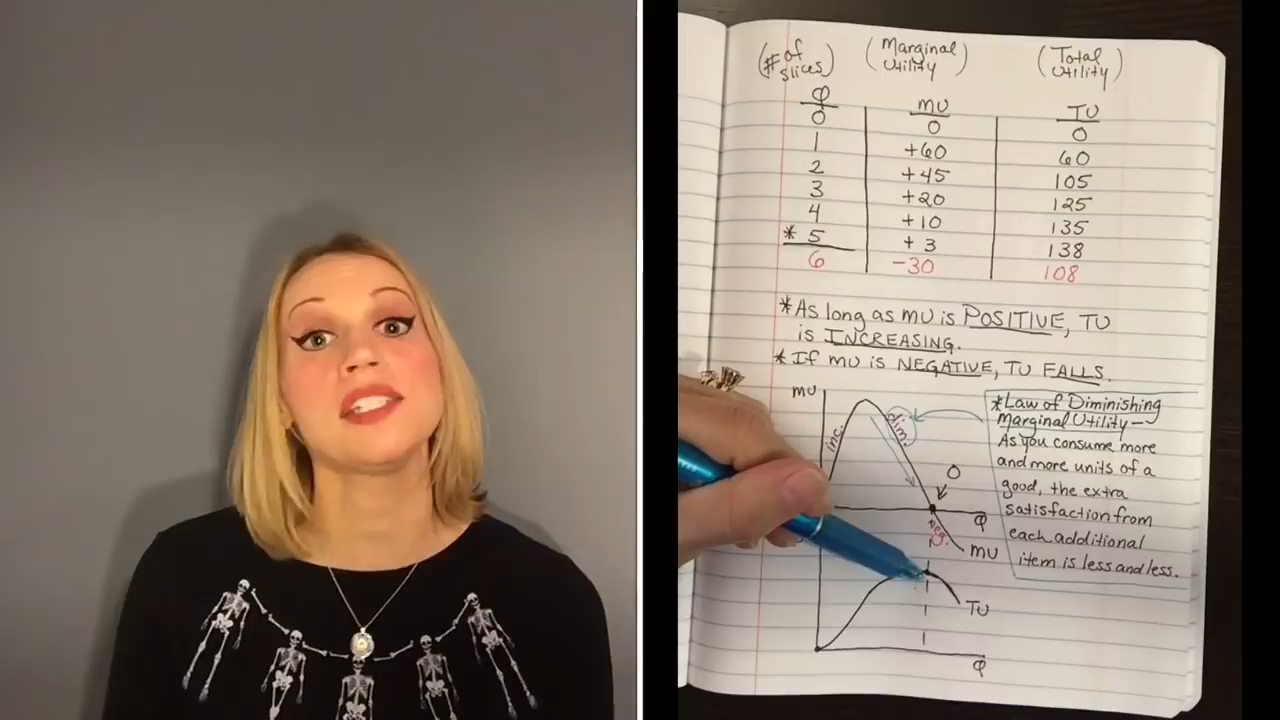 (# of slices) (Marginal Utility) (Total Utility)
Q MU TU
0 0 0
1 +60 60
2 +45 105
3 +20 125
4 +10 135
* 5 +3 138
6 -30 108
*As long as MU is POSITIVE, TU
is INCREASING.
*If MU is NEGATIVE, TU FALLS.
MU
inc.
dim.
0
Q
neg.
MU
TU
Q
*Law of Diminishing
Marginal Utility—
As you consume more
and more units of a
good, the extra
satisfaction from
each additional
item is less and less.